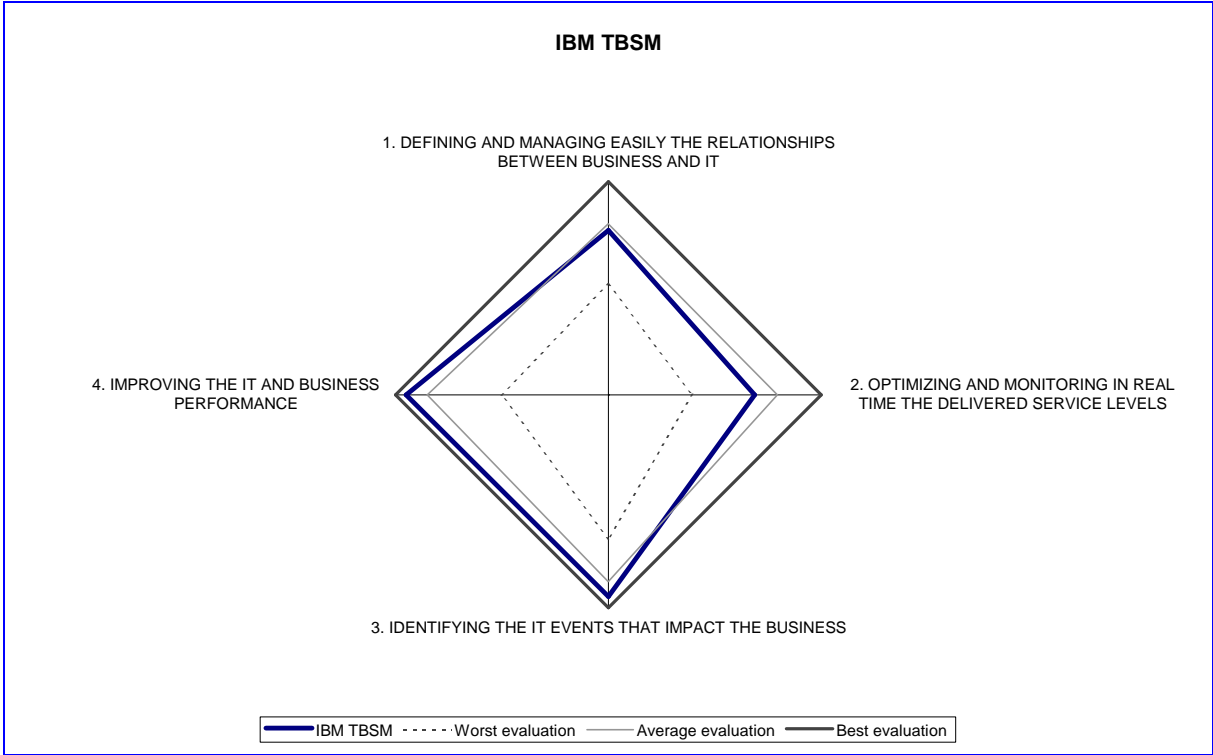 IBM TBSM
1. DEFINING AND MANAGING EASILY THE RELATIONSHIPS
BETWEEN BUSINESS AND IT
4. IMPROVING THE IT AND BUSINESS
PERFORMANCE
2. OPTIMIZING AND MONITORING IN REAL
TIME THE DELIVERED SERVICE LEVELS
3. IDENTIFYING THE IT EVENTS THAT IMPACT THE BUSINESS
IBM TBSM Worst evaluation Average evaluation Best evaluation